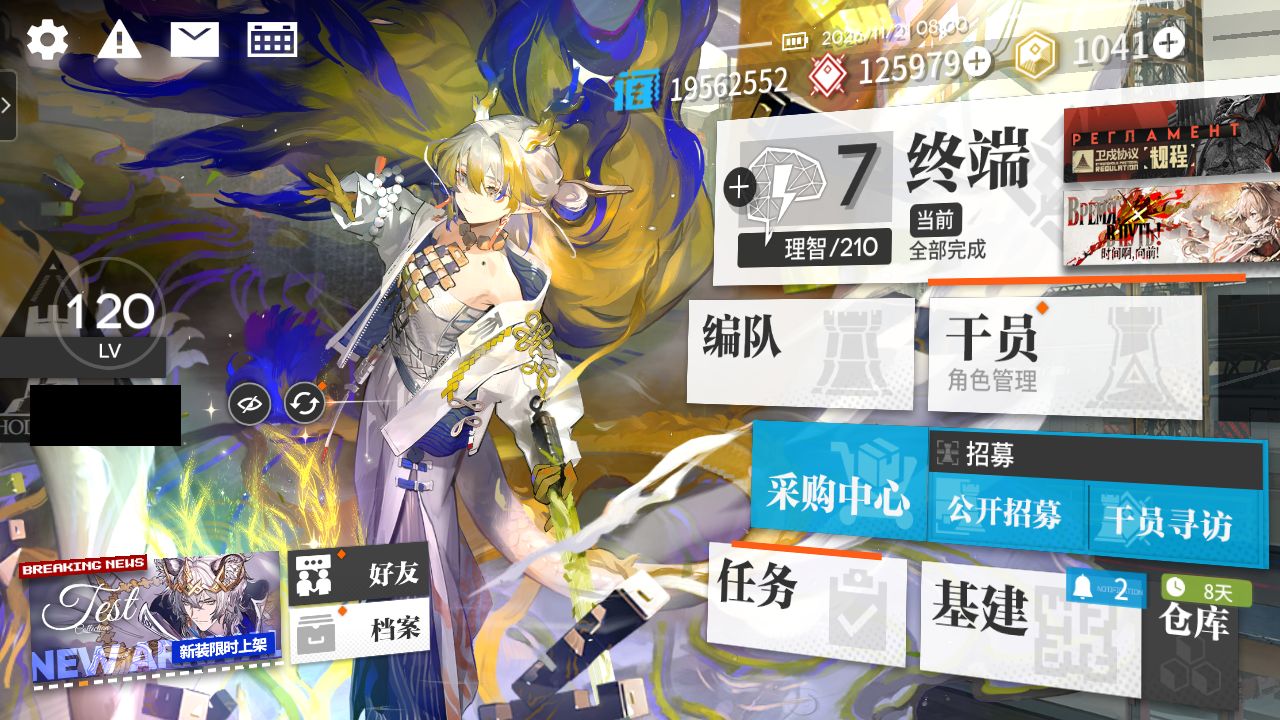 2026/11/21 08:00
19562552
125979
1041
7
理智/210
终端
当前
全部完成
РЕГЛАМЕНТ
卫戍协议
REGULATION
[规程]
ВРЕМЯ
时间啊,向前!
120
LV
编队
干员
角色管理
采购中心
招募
公开招募
干员寻访
BREAKING NEWS
Test
Collection
NEW AR
新装限时上架
好友
档案
任务
基建
2
8天
仓库